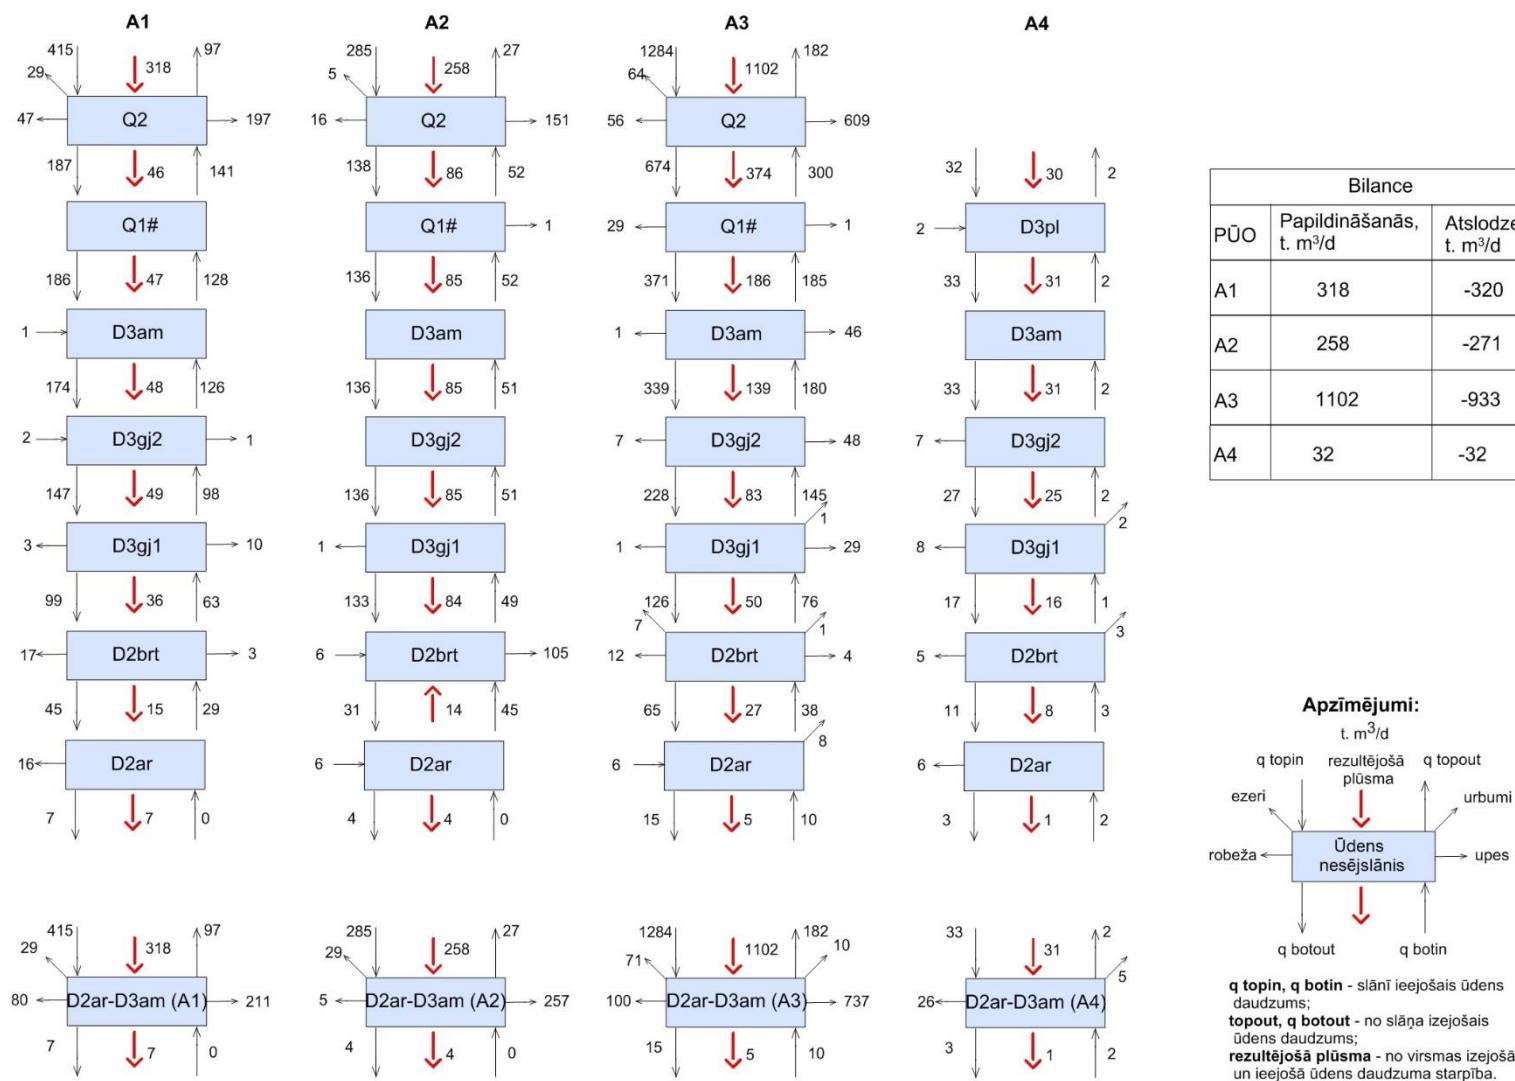 A1 A2 A3 A4
415 97 285 27 1284 182
29 318 5 258 64 1102
47 Q2 197 16 Q2 151 56 Q2 609
187 46 141 138 86 52 674 374 300 32 30 2
Q1# Q1# 1 29 Q1# 1 2 D3pl
186 47 128 136 85 52 371 186 185 33 31 2
1 D3am D3am 1 D3am 46 D3am
174 48 126 136 85 51 339 139 180 33 31 2
2 D3gj2 1 D3gj2 7 D3gj2 48 7 D3gj2
147 49 98 136 85 51 228 83 145 27 25 2
1 2
3 D3gj1 10 1 D3gj1 1 D3gj1 29 8 D3gj1
99 36 63 133 84 49 126 50 76 17 16 1
7 1 3
17 D2brt 3 6 D2brt 105 12 D2brt 4 5 D2brt
45 15 29 31 14 45 65 27 38 11 8 3
8
16 D2ar 6 D2ar 6 D2ar 6 D2ar
7 7 0 4 4 0 15 5 10 3 1 2
415 97 285 27 1284 182 33 2
29 318 29 258 71 1102 10 31 5
80 D2ar-D3am (A1) 211 5 D2ar-D3am (A2) 257 100 D2ar-D3am (A3) 737 26 D2ar-D3am (A4)
7 7 0 4 4 0 15 5 10 3 1 2
Bilance
PŪO Papildināšanās, t. m³/d Atslodze t. m³/d
A1 318 -320
A2 258 -271
A3 1102 -933
A4 32 -32
Apzīmējumi:
t. m³/d
q topin rezultējošā plūsma q topout
ezeri urbumi
robeža Ūdens nesējslānis upes
q botout q botin
q topin, q botin - slānī ieejošais ūdens
daudzums;
topout, q botout - no slāņa izejošais
ūdens daudzums;
rezultējošā plūsma - no virsmas izejošā
un ieejošā ūdens daudzuma starpība.